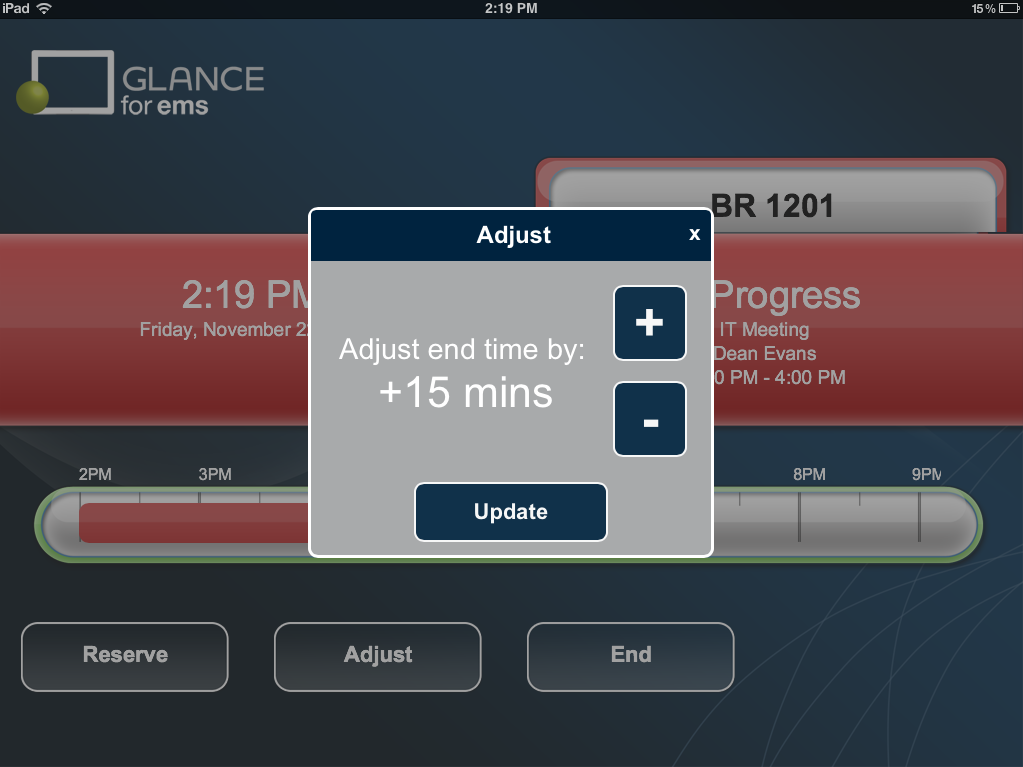 iPad 2:19 PM 15%
GLANCE
for ems
BR 1201
Adjust x
2:19 PM Progress
Friday, November IT Meeting
Dean Evans
PM - 4:00 PM
Adjust end time by:
+15 mins
+
-
2PM 3PM 8PM 9PM
Update
Reserve Adjust End